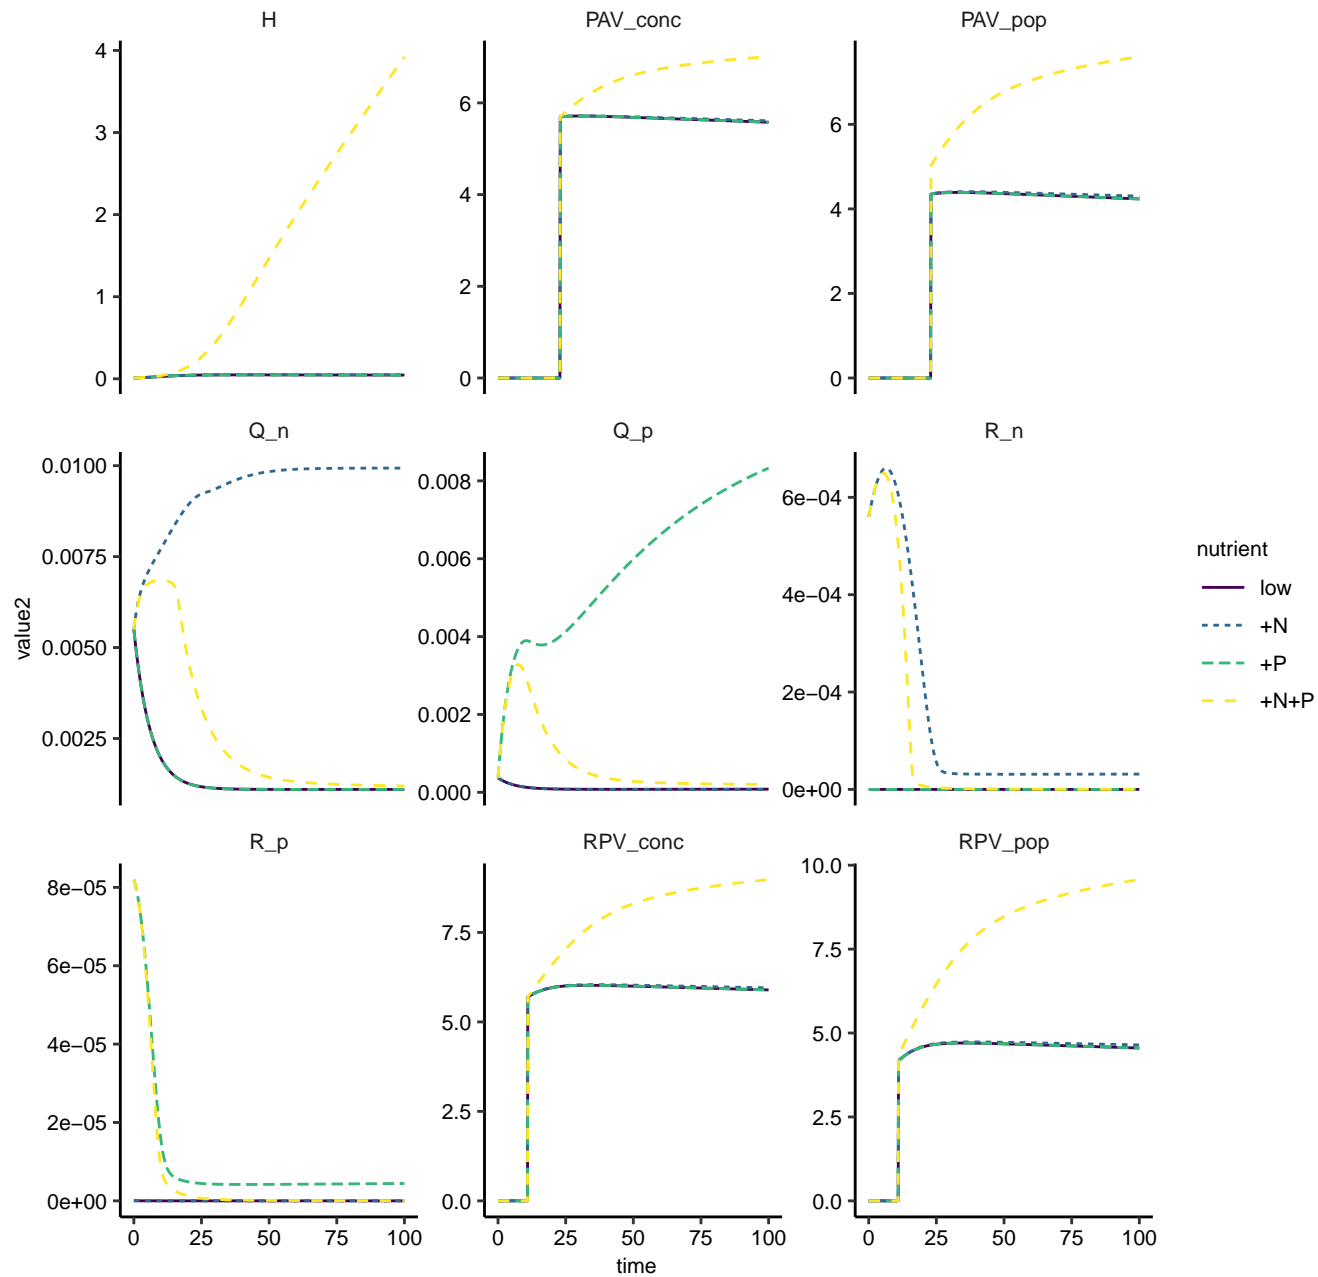 H
PAV_conc
PAV_pop
4
3
2
1
0
6
4
2
0
6
4
2
0
Q_n
Q_p
R_n
0.0100
0.0075
0.0050
0.0025
0.008
0.006
0.004
0.002
0.000
6e−04
4e−04
2e−04
0e+00
R_p
RPV_conc
RPV_pop
8e−05
6e−05
4e−05
2e−05
0e+00
7.5
5.0
2.5
0.0
10.0
7.5
5.0
2.5
0.0
0 25 50 75 100
0 25 50 75 100
0 25 50 75 100
time
value2
nutrient
low
+N
+P
+N+P